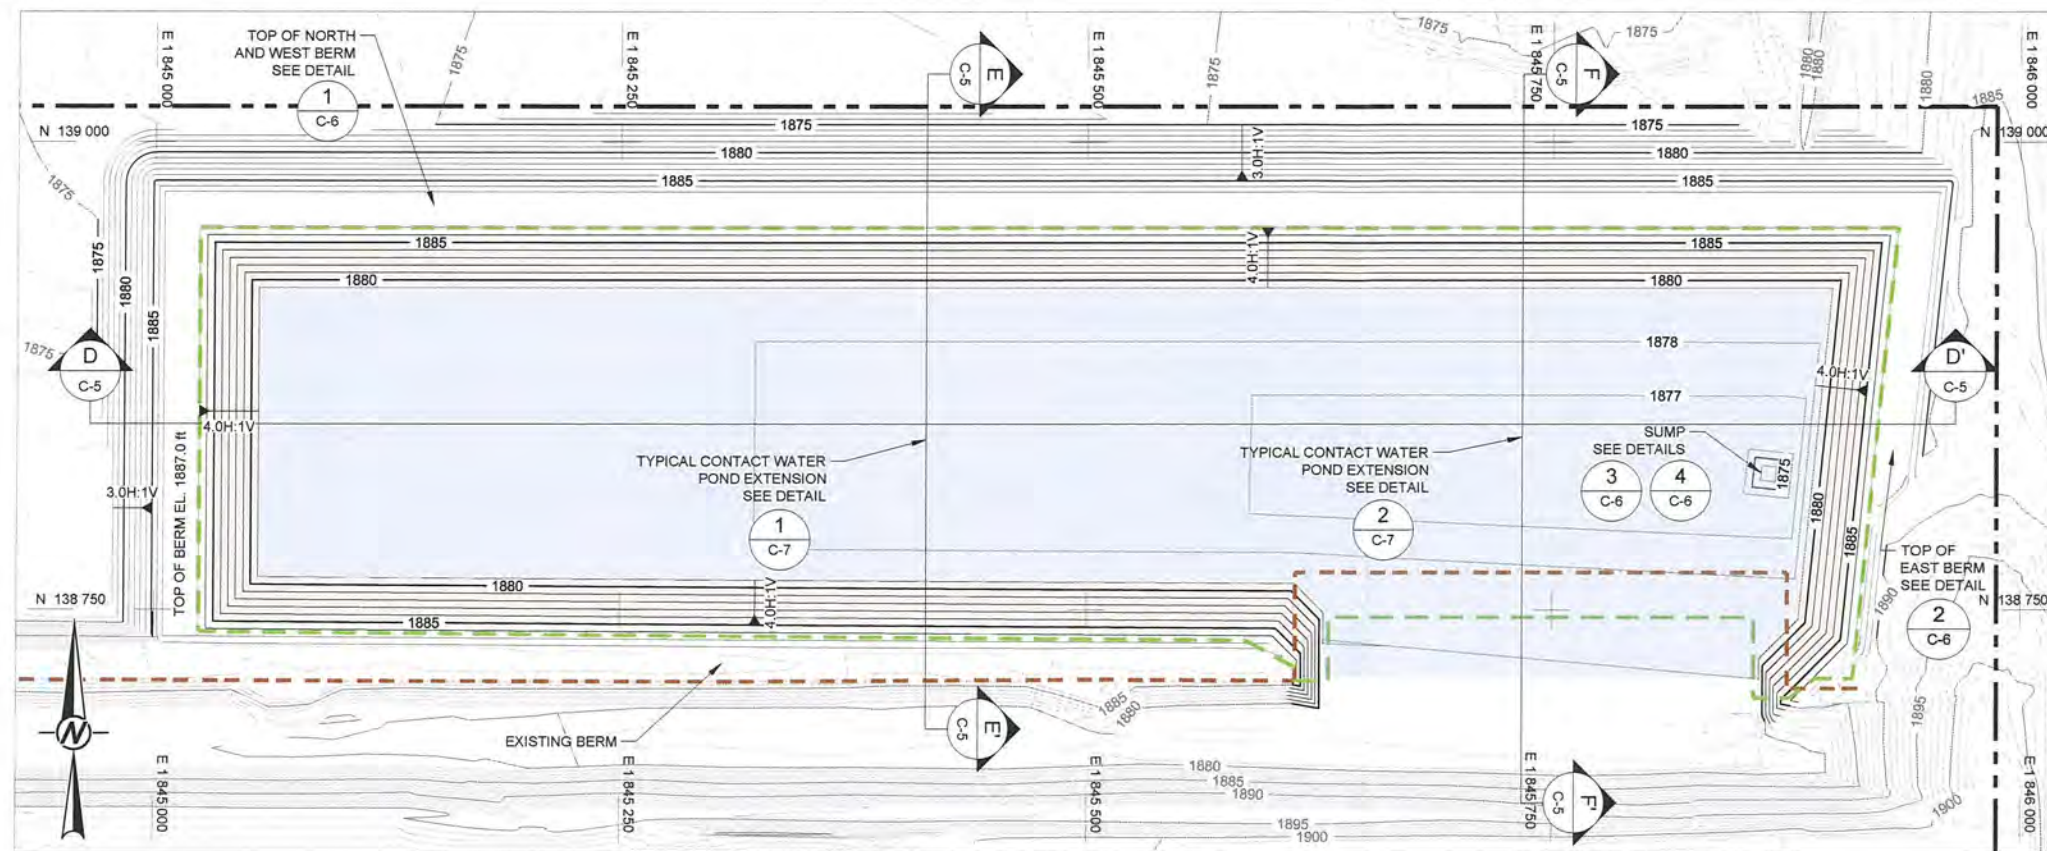 E 1 845 000
TOP OF NORTH
AND WEST BERM
SEE DETAIL
1
C-6
1875
E 1 845 250
E
C-5
E 1 845 500
1875
1875
1875
E 1 845 750
F
C-5
1880
1880
1880
1885
E 1 846 000
N 139 000
N 139 000
1875
1875
1880
1880
1885
1885
3.0H:1V
1875
1875
1880
1885
1885
1885
4.0H:1V
1880
1880
1875
D
C-5
1878
1877
4.0H:1V
D'
C-5
4.0H:1V
3.0H:1V
TOP OF BERM EL. 1887.0 ft
TYPICAL CONTACT WATER
POND EXTENSION
SEE DETAIL
1
C-7
TYPICAL CONTACT WATER
POND EXTENSION
SEE DETAIL
2
C-7
SUMP
SEE DETAILS
3
C-6
4
C-6
1875
1880
1885
TOP OF
EAST BERM
SEE DETAIL
2
C-6
1890
N 138 750
N 138 750
1880
1885
4.0H:1V
N
EXISTING BERM
1885
1880
E'
C-5
1895
E 1 845 000
E 1 845 250
E 1 845 500
E 1 845 750
F'
C-5
E 1 846 000
1880
1885
1890
1895
1900
1900